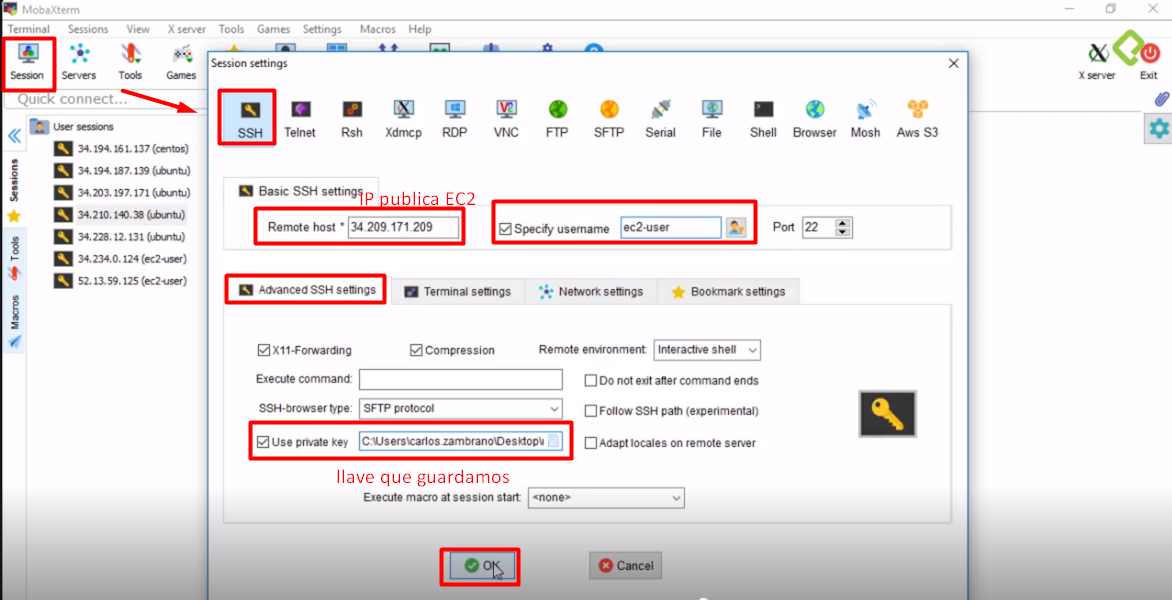 MobaXterm
Terminal Sessions View X server Tools Games Settings Macros Help
Session Servers Tools Games
X server Exit
Quick connect...
User sessions
34.194.161.137 (centos)
34.194.187.139 (ubuntu)
34.203.197.171 (ubuntu)
34.210.140.38 (ubuntu)
34.228.12.131 (ubuntu)
34.234.0.124 (ec2-user)
52.13.59.125 (ec2-user)
Sessions
Tools
Macros
Session settings
SSH Telnet Rsh Xdmcp RDP VNC FTP SFTP Serial File Shell Browser Mosh Aws S3
Basic SSH settings
IP publica EC2
Remote host * 34.209.171.209 Specify username ec2-user Port 22
Advanced SSH settings Terminal settings Network settings Bookmark settings
X11-Forwarding Compression Remote environment: Interactive shell
Execute command: Do not exit after command ends
SSH-browser type: SFTP protocol Follow SSH path (experimental)
Use private key C:\Users\carlos.zambrano\Desktop\ Adapt locales on remote server
llave que guardamos
Execute macro at session start: <none>
OK Cancel